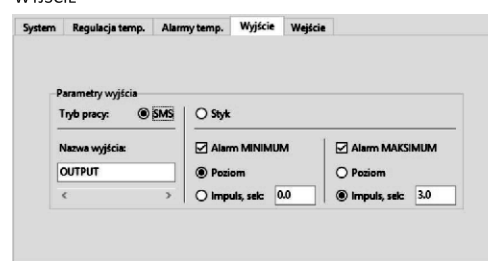 WYJŚCIE
System Regulacja temp. Alarmy temp. Wyjście Wejście
Parametry wyjścia
Tryb pracy: SMS Styk
Nazwa wyjścia: Alarm MINIMUM Alarm MAKSIMUM
OUTPUT Poziom Poziom
Impuls, sek: 0.0 Impuls, sek: 3.0